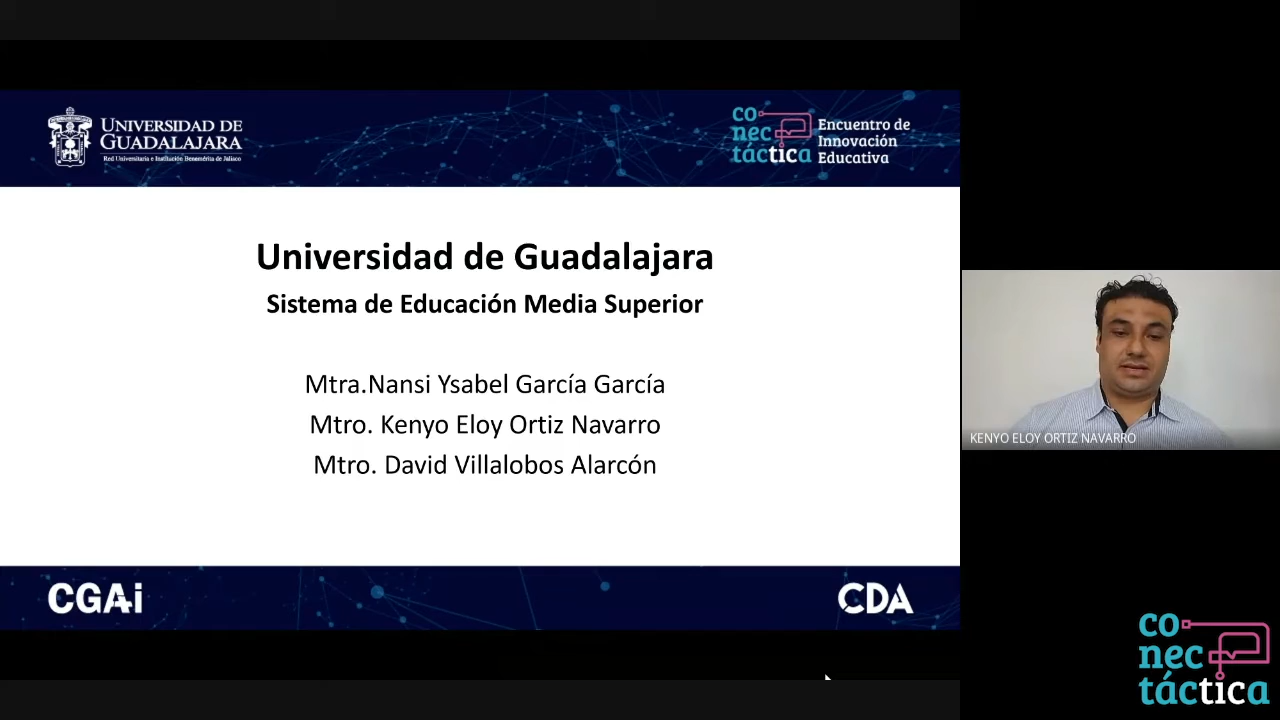 UNIVERSIDAD DE
GUADALAJARA
Red Universitaria e Institución Benemérita de Jalisco
co
nec
táctica
Encuentro de
Innovación
Educativa
Universidad de Guadalajara
Sistema de Educación Media Superior
Mtra.Nansi Ysabel García García
Mtro. Kenyo Eloy Ortiz Navarro
Mtro. David Villalobos Alarcón
CGAi
CDA
KENYO ELOY ORTIZ NAVARRO
co
nec
táctica